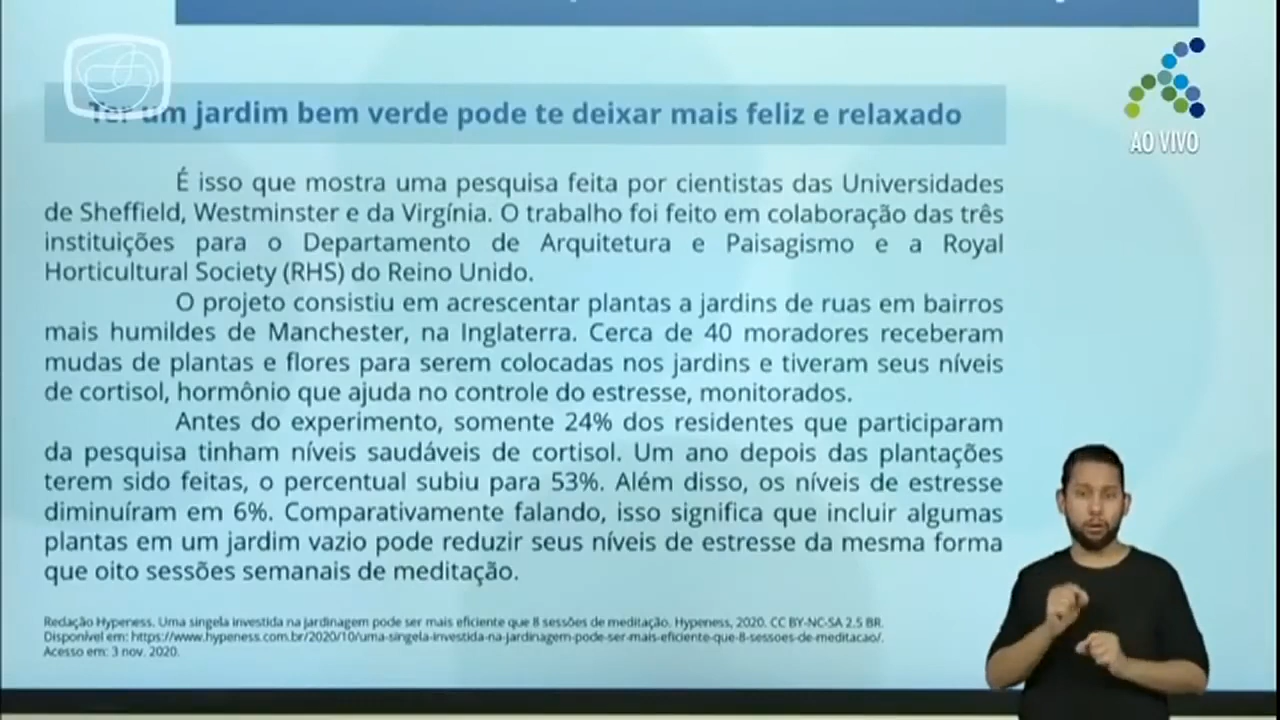 Ter um jardim bem verde pode te deixar mais feliz e relaxado
AO VIVO
É isso que mostra uma pesquisa feita por cientistas das Universidades
de Sheffield, Westminster e da Virgínia. O trabalho foi feito em colaboração das três
instituições para o Departamento de Arquitetura e Paisagismo e a Royal
Horticultural Society (RHS) do Reino Unido.
O projeto consistiu em acrescentar plantas a jardins de ruas em bairros
mais humildes de Manchester, na Inglaterra. Cerca de 40 moradores receberam
mudas de plantas e flores para serem colocadas nos jardins e tiveram seus níveis
de cortisol, hormônio que ajuda no controle do estresse, monitorados.
Antes do experimento, somente 24% dos residentes que participaram
da pesquisa tinham níveis saudáveis de cortisol. Um ano depois das plantações
terem sido feitas, o percentual subiu para 53%. Além disso, os níveis de estresse
diminuíram em 6%. Comparativamente falando, isso significa que incluir algumas
plantas em um jardim vazio pode reduzir seus níveis de estresse da mesma forma
que oito sessões semanais de meditação.
Redação Hypeness. Uma singela investida na jardinagem pode ser mais eficiente que 8 sessões de meditação. Hypeness, 2020. CC BY-NC-SA 2.5 BR.
Disponível em: https://www.hypeness.com.br/2020/10/uma-singela-investida-na-jardinagem-pode-ser-mais-eficiente-que-8-sessoes-de-meditacao/.
Acesso em: 3 nov. 2020.